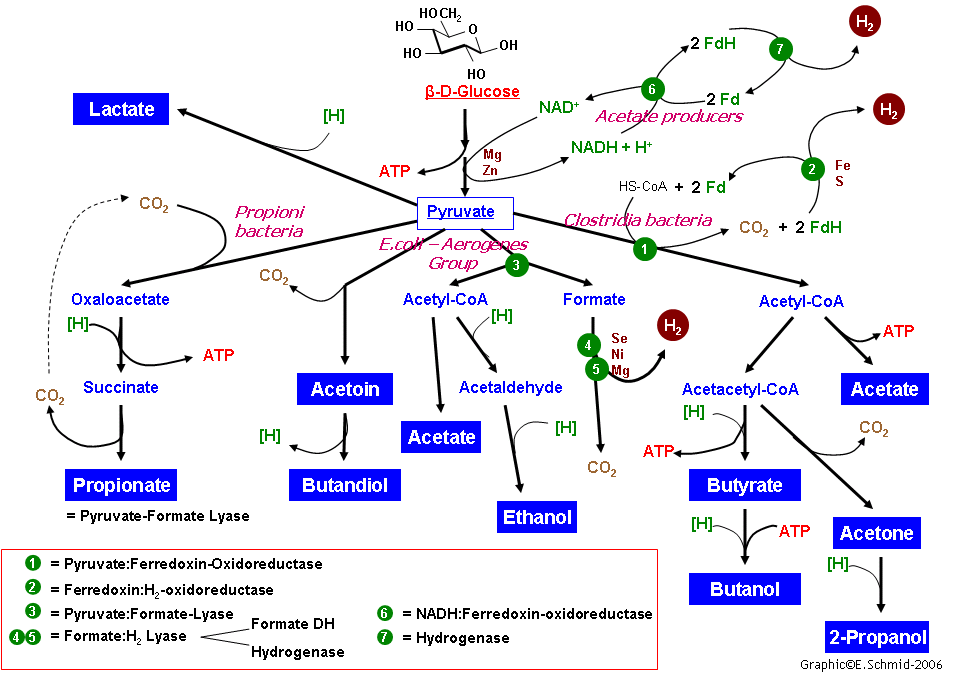 HOCH2
HO
O
HO
OH
HO
β-D-Glucose
2 FdH
7
H2
6
2 Fd
NAD+
Acetate producers
NADH + H+
H2
Lactate
[H]
ATP
Mg
Zn
2
Fe
S
HS-CoA + 2 Fd
CO2
Propioni
bacteria
Pyruvate
Clostridia bacteria
CO2 + 2 FdH
E.coli – Aerogenes
Group
1
3
CO2
Oxaloacetate
Acetyl-CoA
Formate
Acetyl-CoA
[H]
ATP
[H]
H2
ATP
4
5
Se
Ni
Mg
Succinate
CO2
Acetoin
Acetaldehyde
Acetacetyl-CoA
Acetate
[H]
[H]
Acetate
[H]
CO2
ATP
CO2
Propionate
Butandiol
Butyrate
= Pyruvate-Formate Lyase
Ethanol
[H]
ATP
Acetone
[H]
Butanol
2-Propanol
1 = Pyruvate:Ferredoxin-Oxidoreductase
2 = Ferredoxin:H2-oxidoreductase
3 = Pyruvate:Formate-Lyase
4 5 = Formate:H2 Lyase
Formate DH
Hydrogenase
6 = NADH:Ferredoxin-oxidoreductase
7 = Hydrogenase
Graphic©E.Schmid-2006